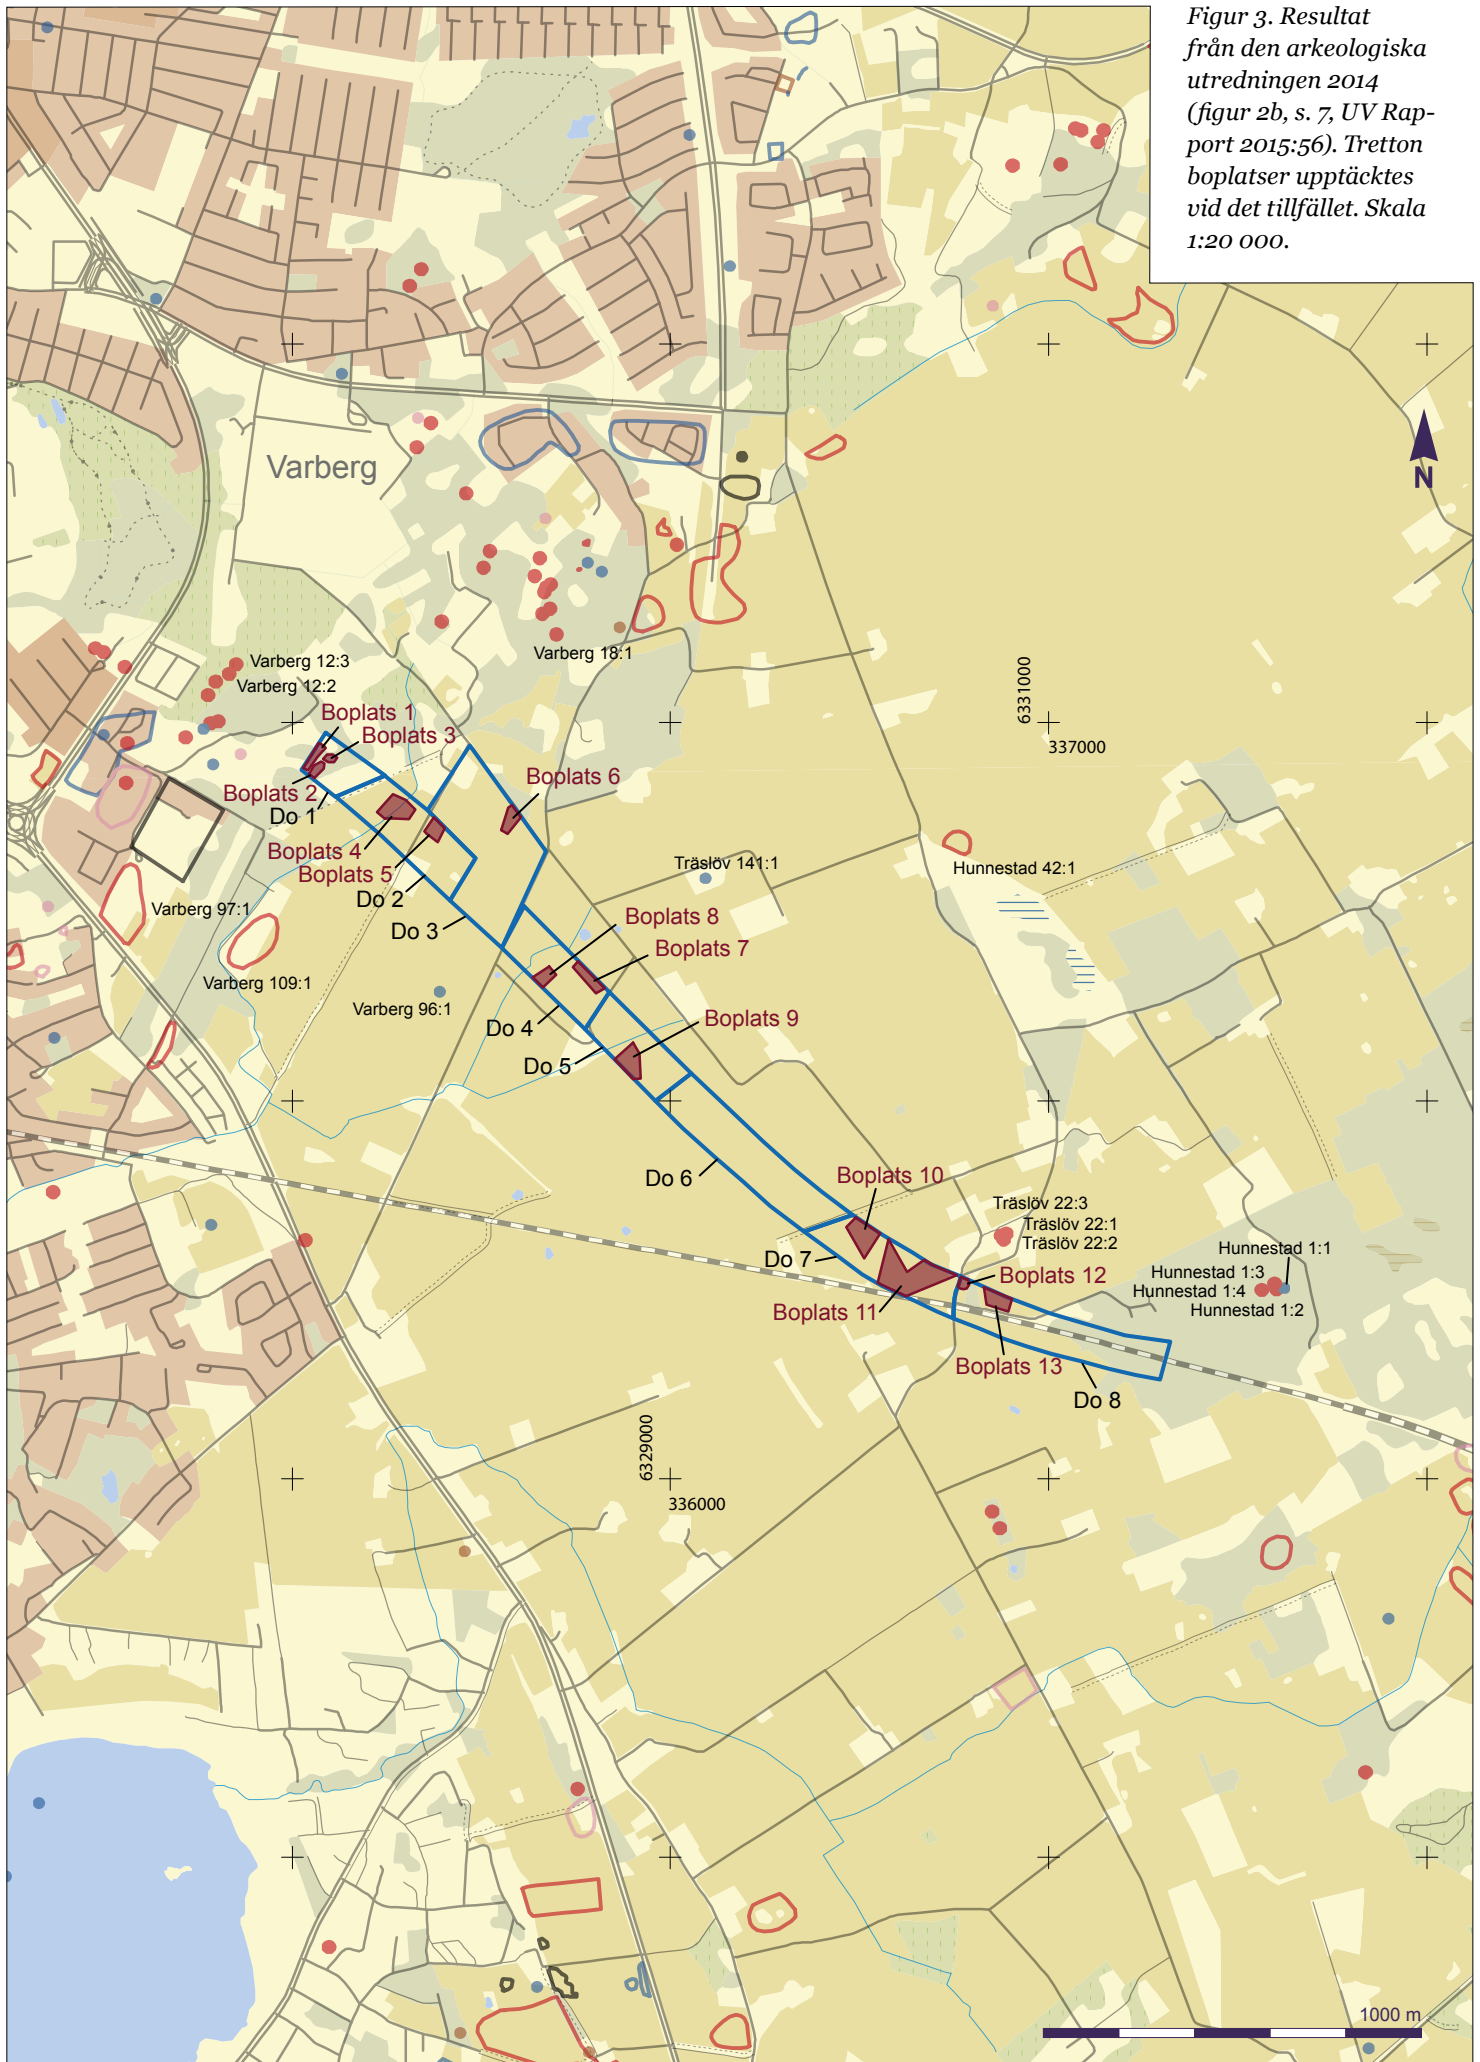 Figur 3. Resultat
från den arkeologiska
utredningen 2014
(figur 2b, s. 7, UV Rap-
port 2015:56). Tretton
boplatser upptäcktes
vid det tillfället. Skala
1:20 000.
N
Varberg
Varberg 18:1
Varberg 12:3
Varberg 12:2
6331000
337000
Boplats 1
Boplats 3
Boplats 2
Do 1
Boplats 6
Boplats 4
Boplats 5
Do 2
Do 3
Träslöv 141:1
Hunnestad 42:1
Varberg 97:1
Varberg 109:1
Varberg 96:1
Boplats 8
Boplats 7
Do 4
Boplats 9
Do 5
Do 6
Boplats 10
Träslöv 22:3
Träslöv 22:1
Träslöv 22:2
Do 7
Boplats 12
Boplats 11
Hunnestad 1:1
Hunnestad 1:3
Hunnestad 1:4
Hunnestad 1:2
Boplats 13
Do 8
6329000
336000
1000 m